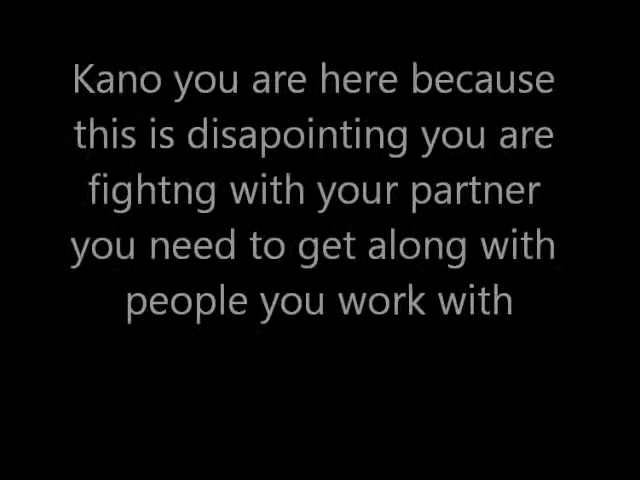 Kano you are here because
this is disapointing you are
fightng with your partner
you need to get along with
people you work with